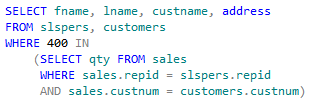 SELECT fname, lname, custname, address
FROM slspers, customers
WHERE 400 IN
(SELECT qty FROM sales
WHERE sales.repid = slspers.repid
AND sales.custnum = customers.custnum)